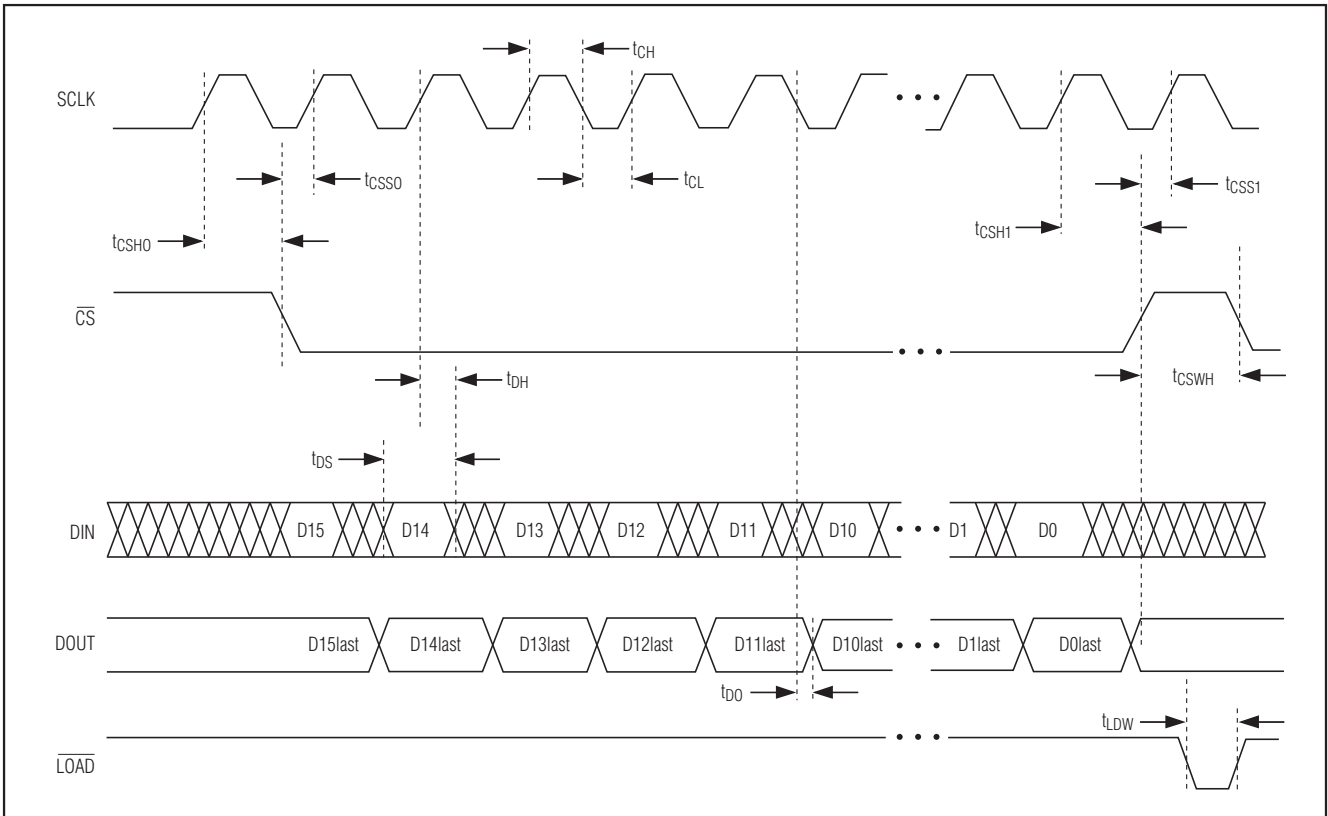 tCH
SCLK
tCSS0
tCL
tCSS1
tCSH0
tCSH1
CS
tDH
tCSWH
tDS
DIN D15 D14 D13 D12 D11 D10 D1 D0
DOUT D15last D14last D13last D12last D11last D10last D1last D0last
tDO
tLDW
LOAD